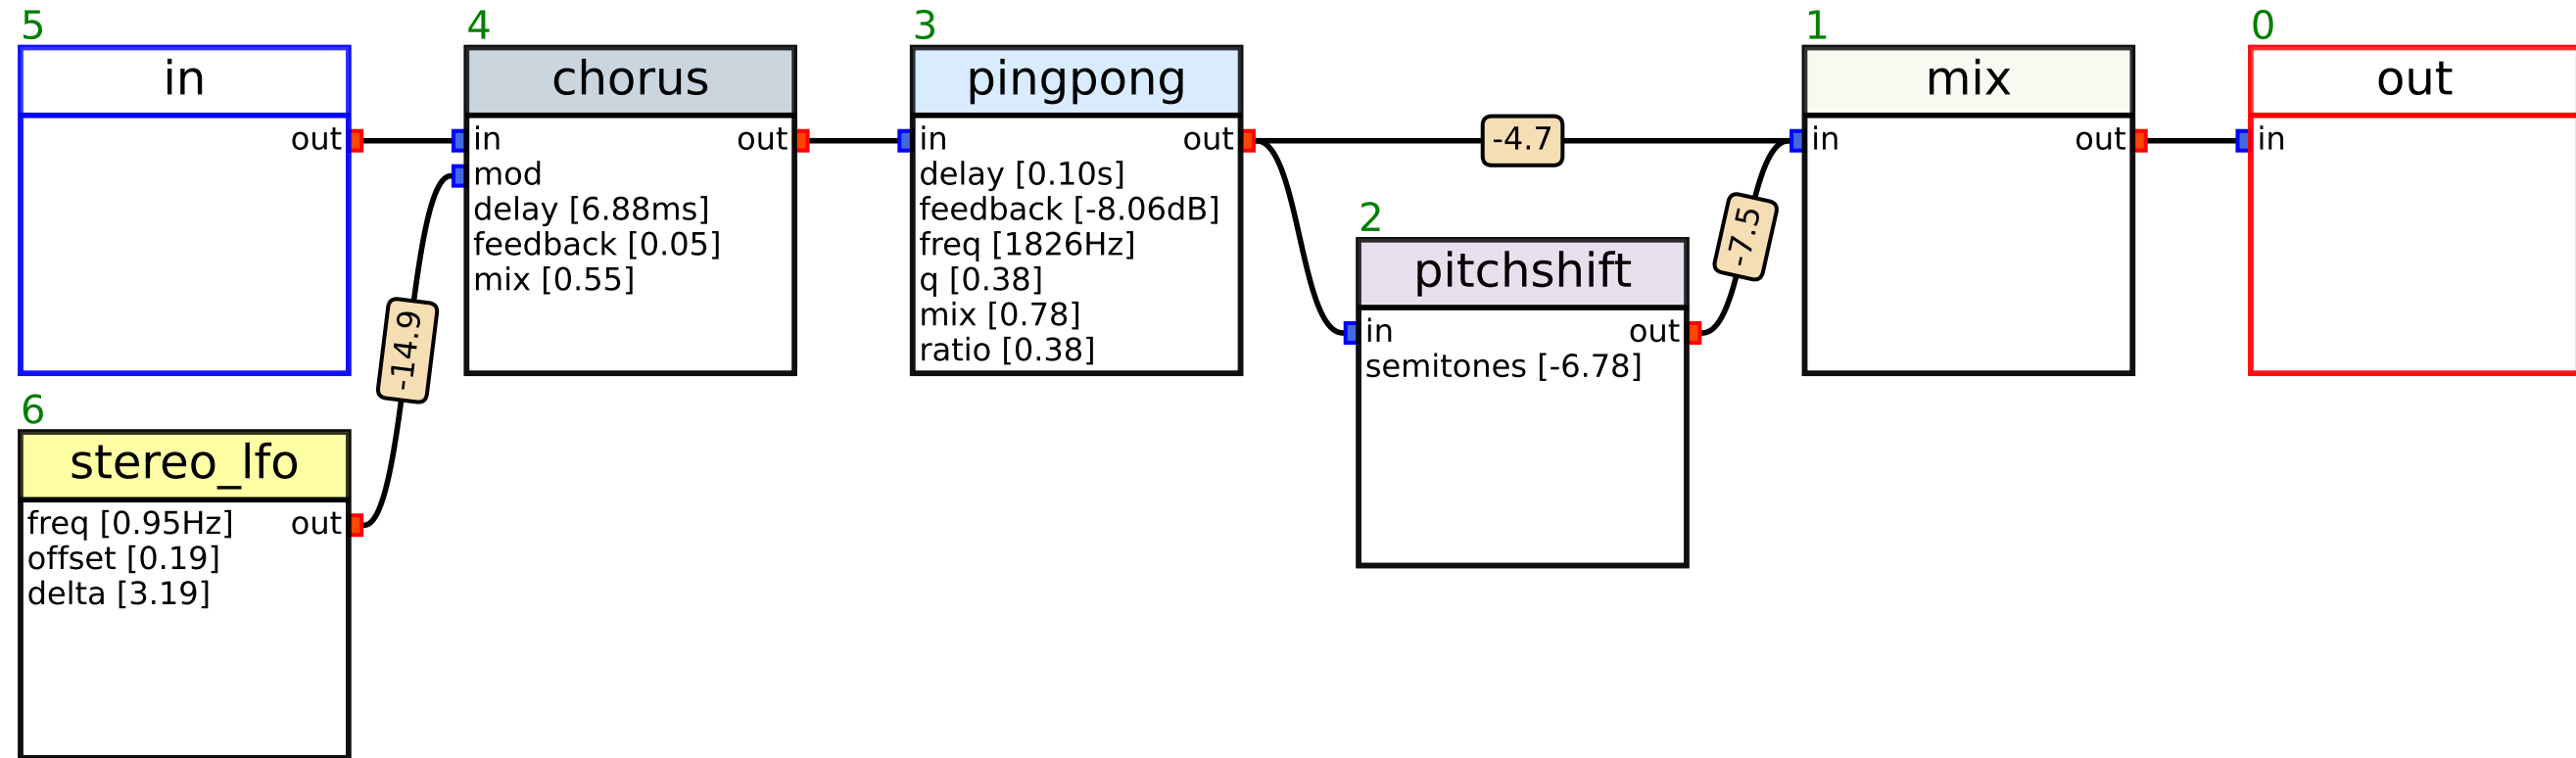 5
in
out
4
chorus
in
out
mod
delay [6.88ms]
feedback [0.05]
mix [0.55]
3
pingpong
in
out
delay [0.10s]
feedback [-8.06dB]
freq [1826Hz]
q [0.38]
mix [0.78]
ratio [0.38]
-4.7
1
mix
in
out
0
out
in
2
pitchshift
in
out
semitones [-6.78]
-7.5
-14.9
6
stereo_lfo
freq [0.95Hz]
out
offset [0.19]
delta [3.19]